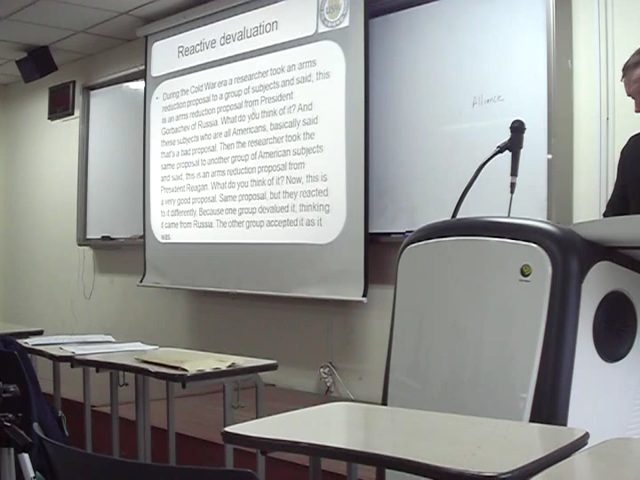 Reactive devaluation
• During the Cold War era a researcher took an arms
reduction proposal to a group of subjects and said, this
is an arms reduction proposal from President
Gorbachev of Russia. What do you think of it? And
these subjects who are all Americans, basically said
that's a bad proposal. Then the researcher took the
same proposal to another group of American subjects
and said, this is an arms reduction proposal from
President Reagan. What do you think of it? Now, this is
a very good proposal. Same proposal, but they reacted
to it differently. Because one group devalued it, thinking
it came from Russia. The other group accepted it as it
was.
Alliance